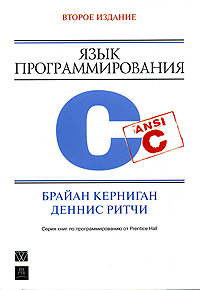 ВТОРОЕ ИЗДАНИЕ
ЯЗЫК
ПРОГРАММИРОВАНИЯ
C
ANSI
C
БРАЙАН КЕРНИГАН
ДЕННИС РИТЧИ
Серия книг по программированию от Prentice Hall